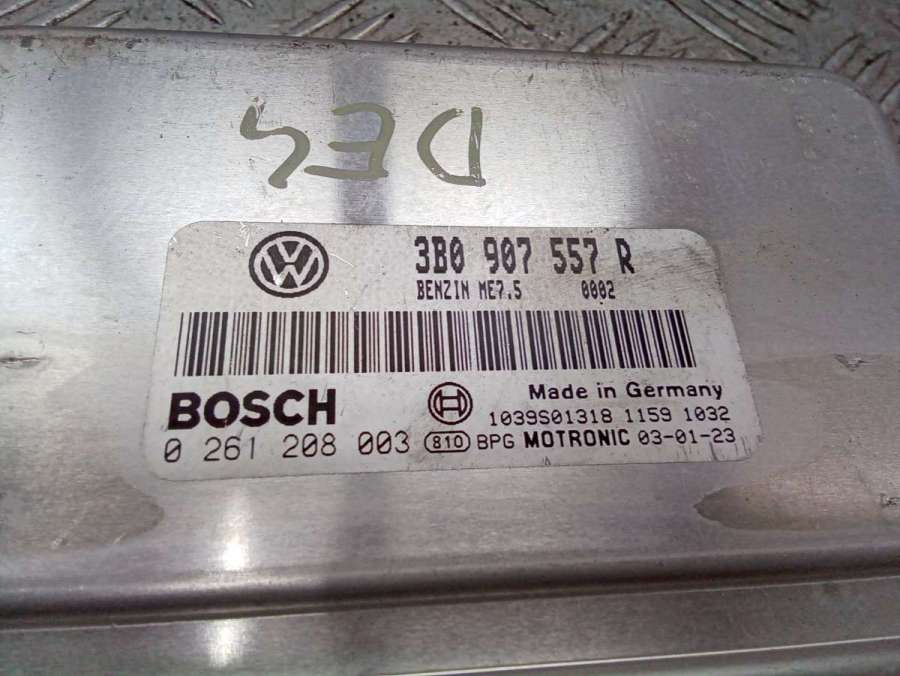 3B0 907 557 R
BENZIN ME7.5 0002
BOSCH
Made in Germany
1039S01318 1159 1032
0 261 208 003 810 BPG MOTRONIC 03-01-23